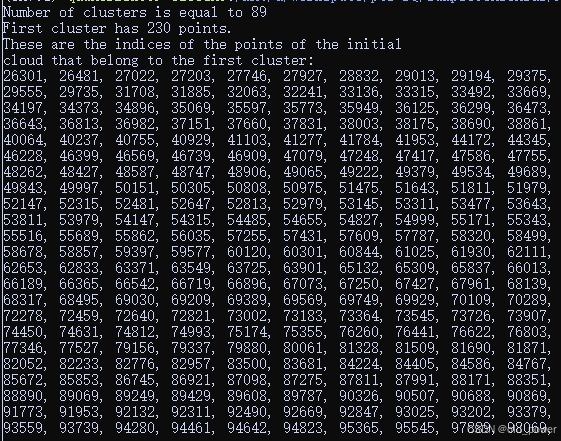 Number of clusters is equal to 89
First cluster has 230 points.
These are the indices of the points of the initial
cloud that belong to the first cluster:
26301, 26481, 27022, 27203, 27746, 27927, 28832, 29013, 29194, 29375,
29555, 29735, 31708, 31885, 32063, 32241, 33136, 33315, 33492, 33669,
34197, 34373, 34896, 35069, 35597, 35773, 35949, 36125, 36299, 36473,
36643, 36813, 36982, 37151, 37660, 37831, 38003, 38175, 38690, 38861,
40064, 40237, 40755, 40929, 41103, 41277, 41784, 41953, 44172, 44345,
46228, 46399, 46569, 46739, 46909, 47079, 47248, 47417, 47586, 47755,
48262, 48427, 48587, 48747, 48906, 49065, 49222, 49379, 49534, 49689,
49843, 49997, 50151, 50305, 50808, 50975, 51475, 51643, 51811, 51979,
52147, 52315, 52481, 52647, 52813, 52979, 53145, 53311, 53477, 53643,
53811, 53979, 54147, 54315, 54485, 54655, 54827, 54999, 55171, 55343,
55516, 55689, 55862, 56035, 57255, 57431, 57609, 57787, 58320, 58499,
58678, 58857, 59397, 59577, 60120, 60301, 60844, 61025, 61930, 62111,
62653, 62833, 63371, 63549, 63725, 63901, 65132, 65309, 65837, 66013,
66189, 66365, 66542, 66719, 66896, 67073, 67250, 67427, 67961, 68139,
68317, 68495, 69030, 69209, 69389, 69569, 69749, 69929, 70109, 70289,
72278, 72459, 72640, 72821, 73002, 73183, 73364, 73545, 73726, 73907,
74450, 74631, 74812, 74993, 75174, 75355, 76260, 76441, 76622, 76803,
77346, 77527, 79156, 79337, 79880, 80061, 81328, 81509, 81690, 81871,
82052, 82233, 82776, 82957, 83500, 83681, 84224, 84405, 84586, 84767,
85672, 85853, 86745, 86921, 87098, 87275, 87811, 87991, 88171, 88351,
88890, 89069, 89249, 89429, 89608, 89787, 90326, 90507, 90688, 90869,
91773, 91953, 92132, 92311, 92490, 92669, 92847, 93025, 93202, 93379,
93559, 93739, 94280, 94461, 94642, 94823, 95365, 95545,